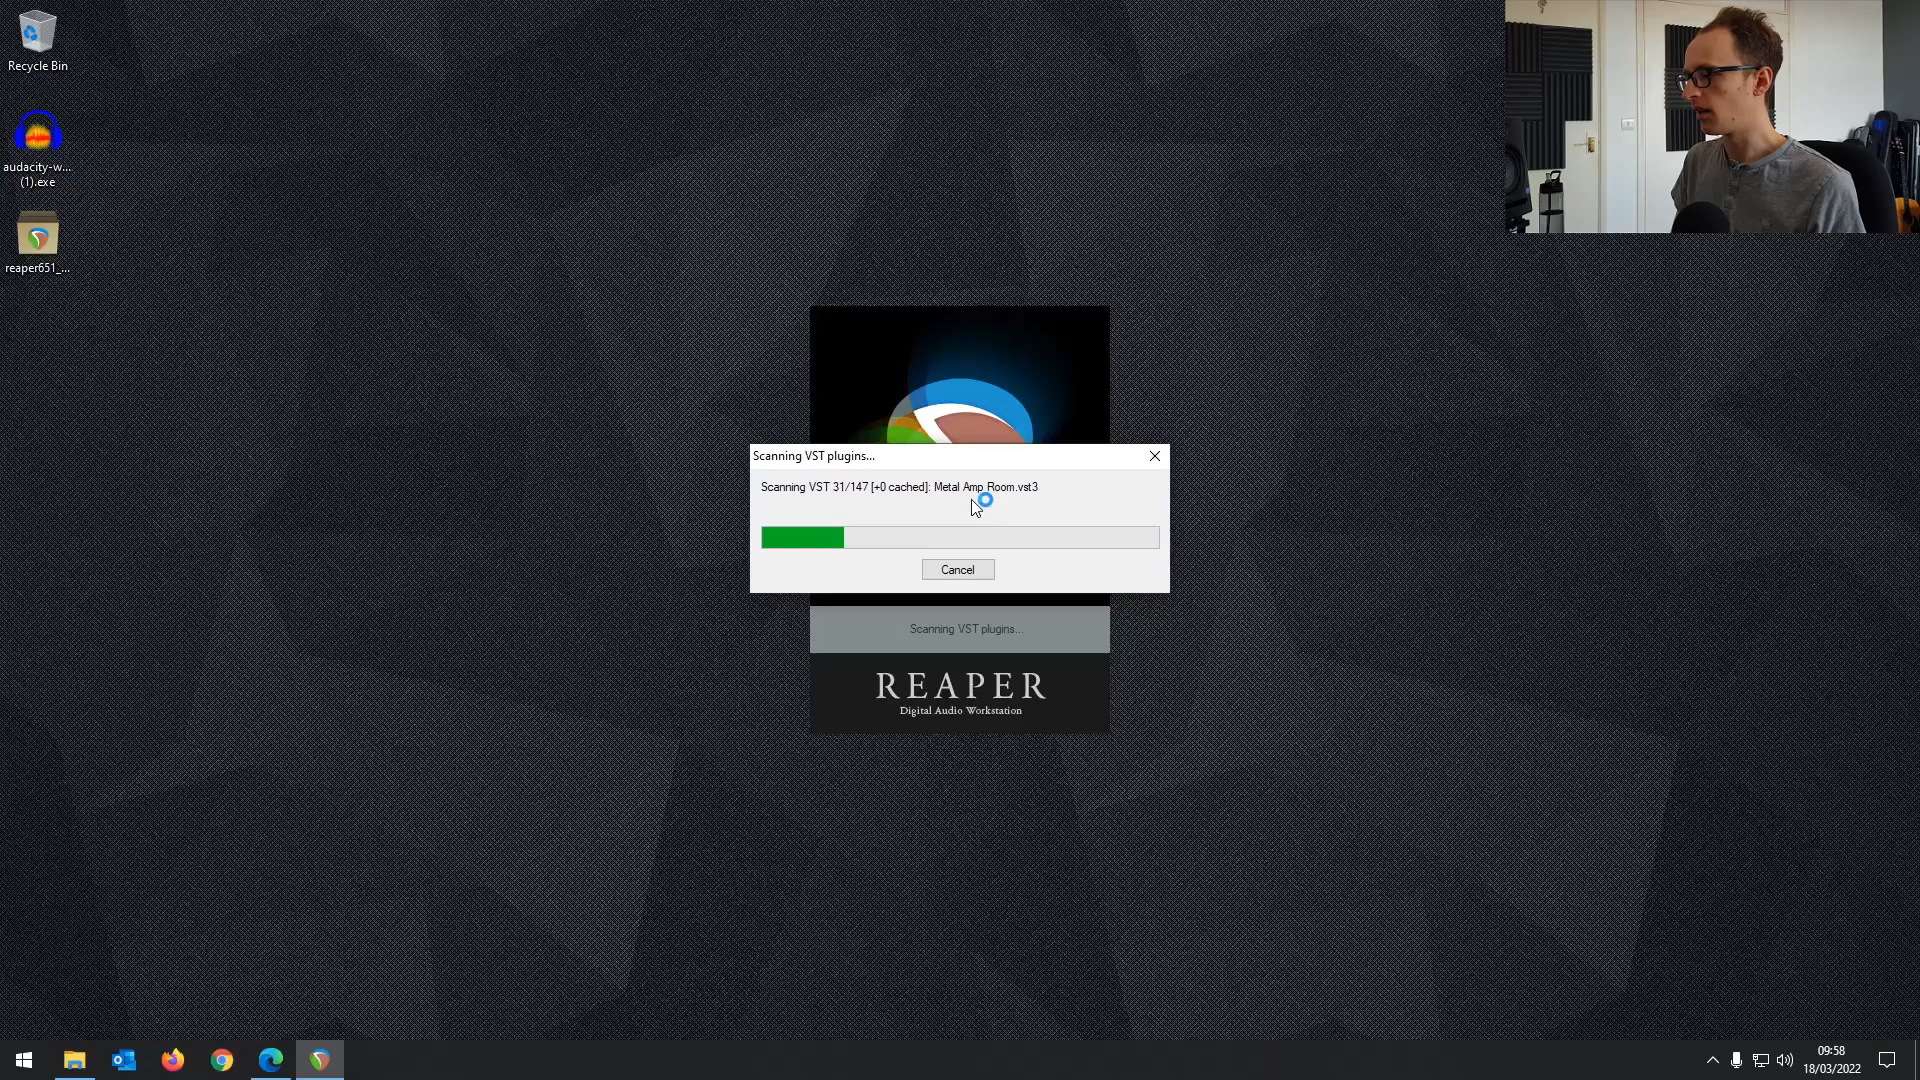 Recycle Bin
audacity-w...
(1).exe
reaper651_...
Scanning VST plugins...
Scanning VST 31/147 [+0 cached]: Metal Amp Room.vst3
Cancel
Scanning VST plugins...
REAPER
Digital Audio Workstation
09:58
18/03/2022